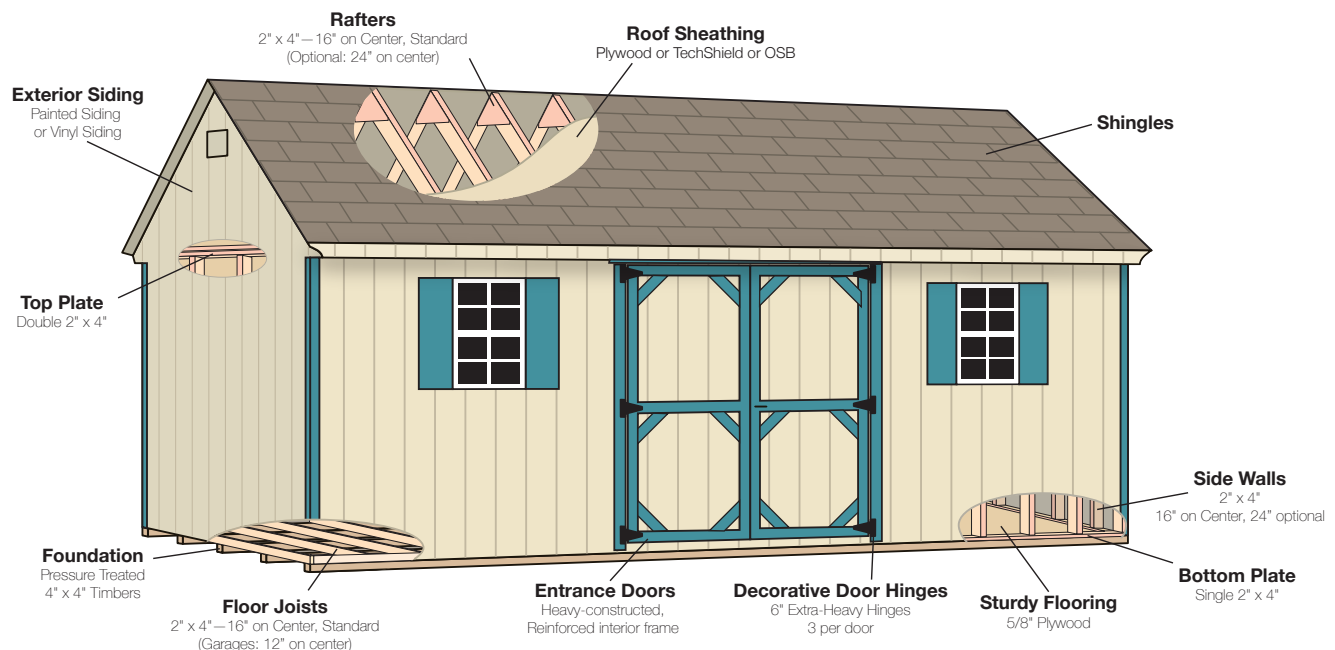 Rafters
2" x 4"—16" on Center, Standard
(Optional: 24" on center)
Roof Sheathing
Plywood or TechShield or OSB
Exterior Siding
Painted Siding
or Vinyl Siding
Shingles
Top Plate
Double 2" x 4"
Side Walls
2" x 4"
16" on Center, 24" optional
Foundation
Pressure Treated
4" x 4" Timbers
Floor Joists
2" x 4"—16" on Center, Standard
(Garages: 12" on center)
Entrance Doors
Heavy-constructed,
Reinforced interior frame
Decorative Door Hinges
6" Extra-Heavy Hinges
3 per door
Sturdy Flooring
5/8" Plywood
Bottom Plate
Single 2" x 4"